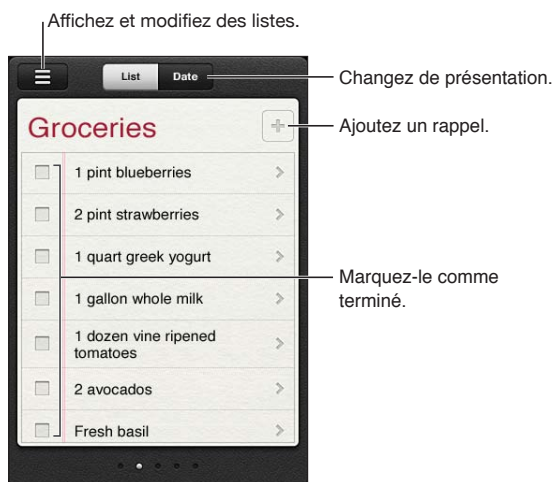 Affichez et modifiez des listes.
List Date
Changez de présentation.
Groceries
Ajoutez un rappel.
1 pint blueberries
2 pint strawberries
1 quart greek yogurt
Marquez-le comme
terminé.
1 gallon whole milk
1 dozen vine ripened
tomatoes
2 avocados
Fresh basil